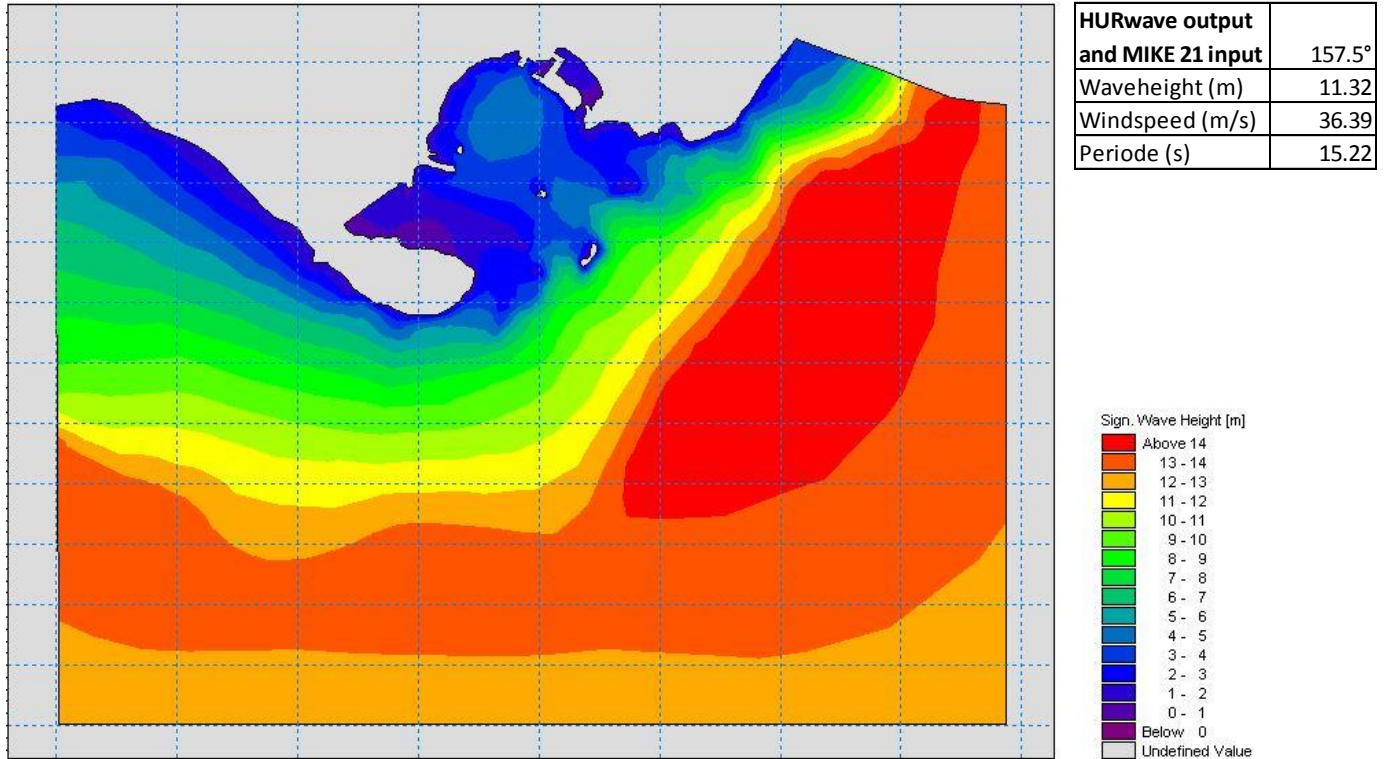 HURwave output
and MIKE 21 input 157.5°
Waveheight (m) 11.32
Windspeed (m/s) 36.39
Periode (s) 15.22
Sign. Wave Height [m]
Above 14
13 - 14
12 - 13
11 - 12
10 - 11
9 - 10
8 - 9
7 - 8
6 - 7
5 - 6
4 - 5
3 - 4
2 - 3
1 - 2
0 - 1
Below 0
Undefined Value